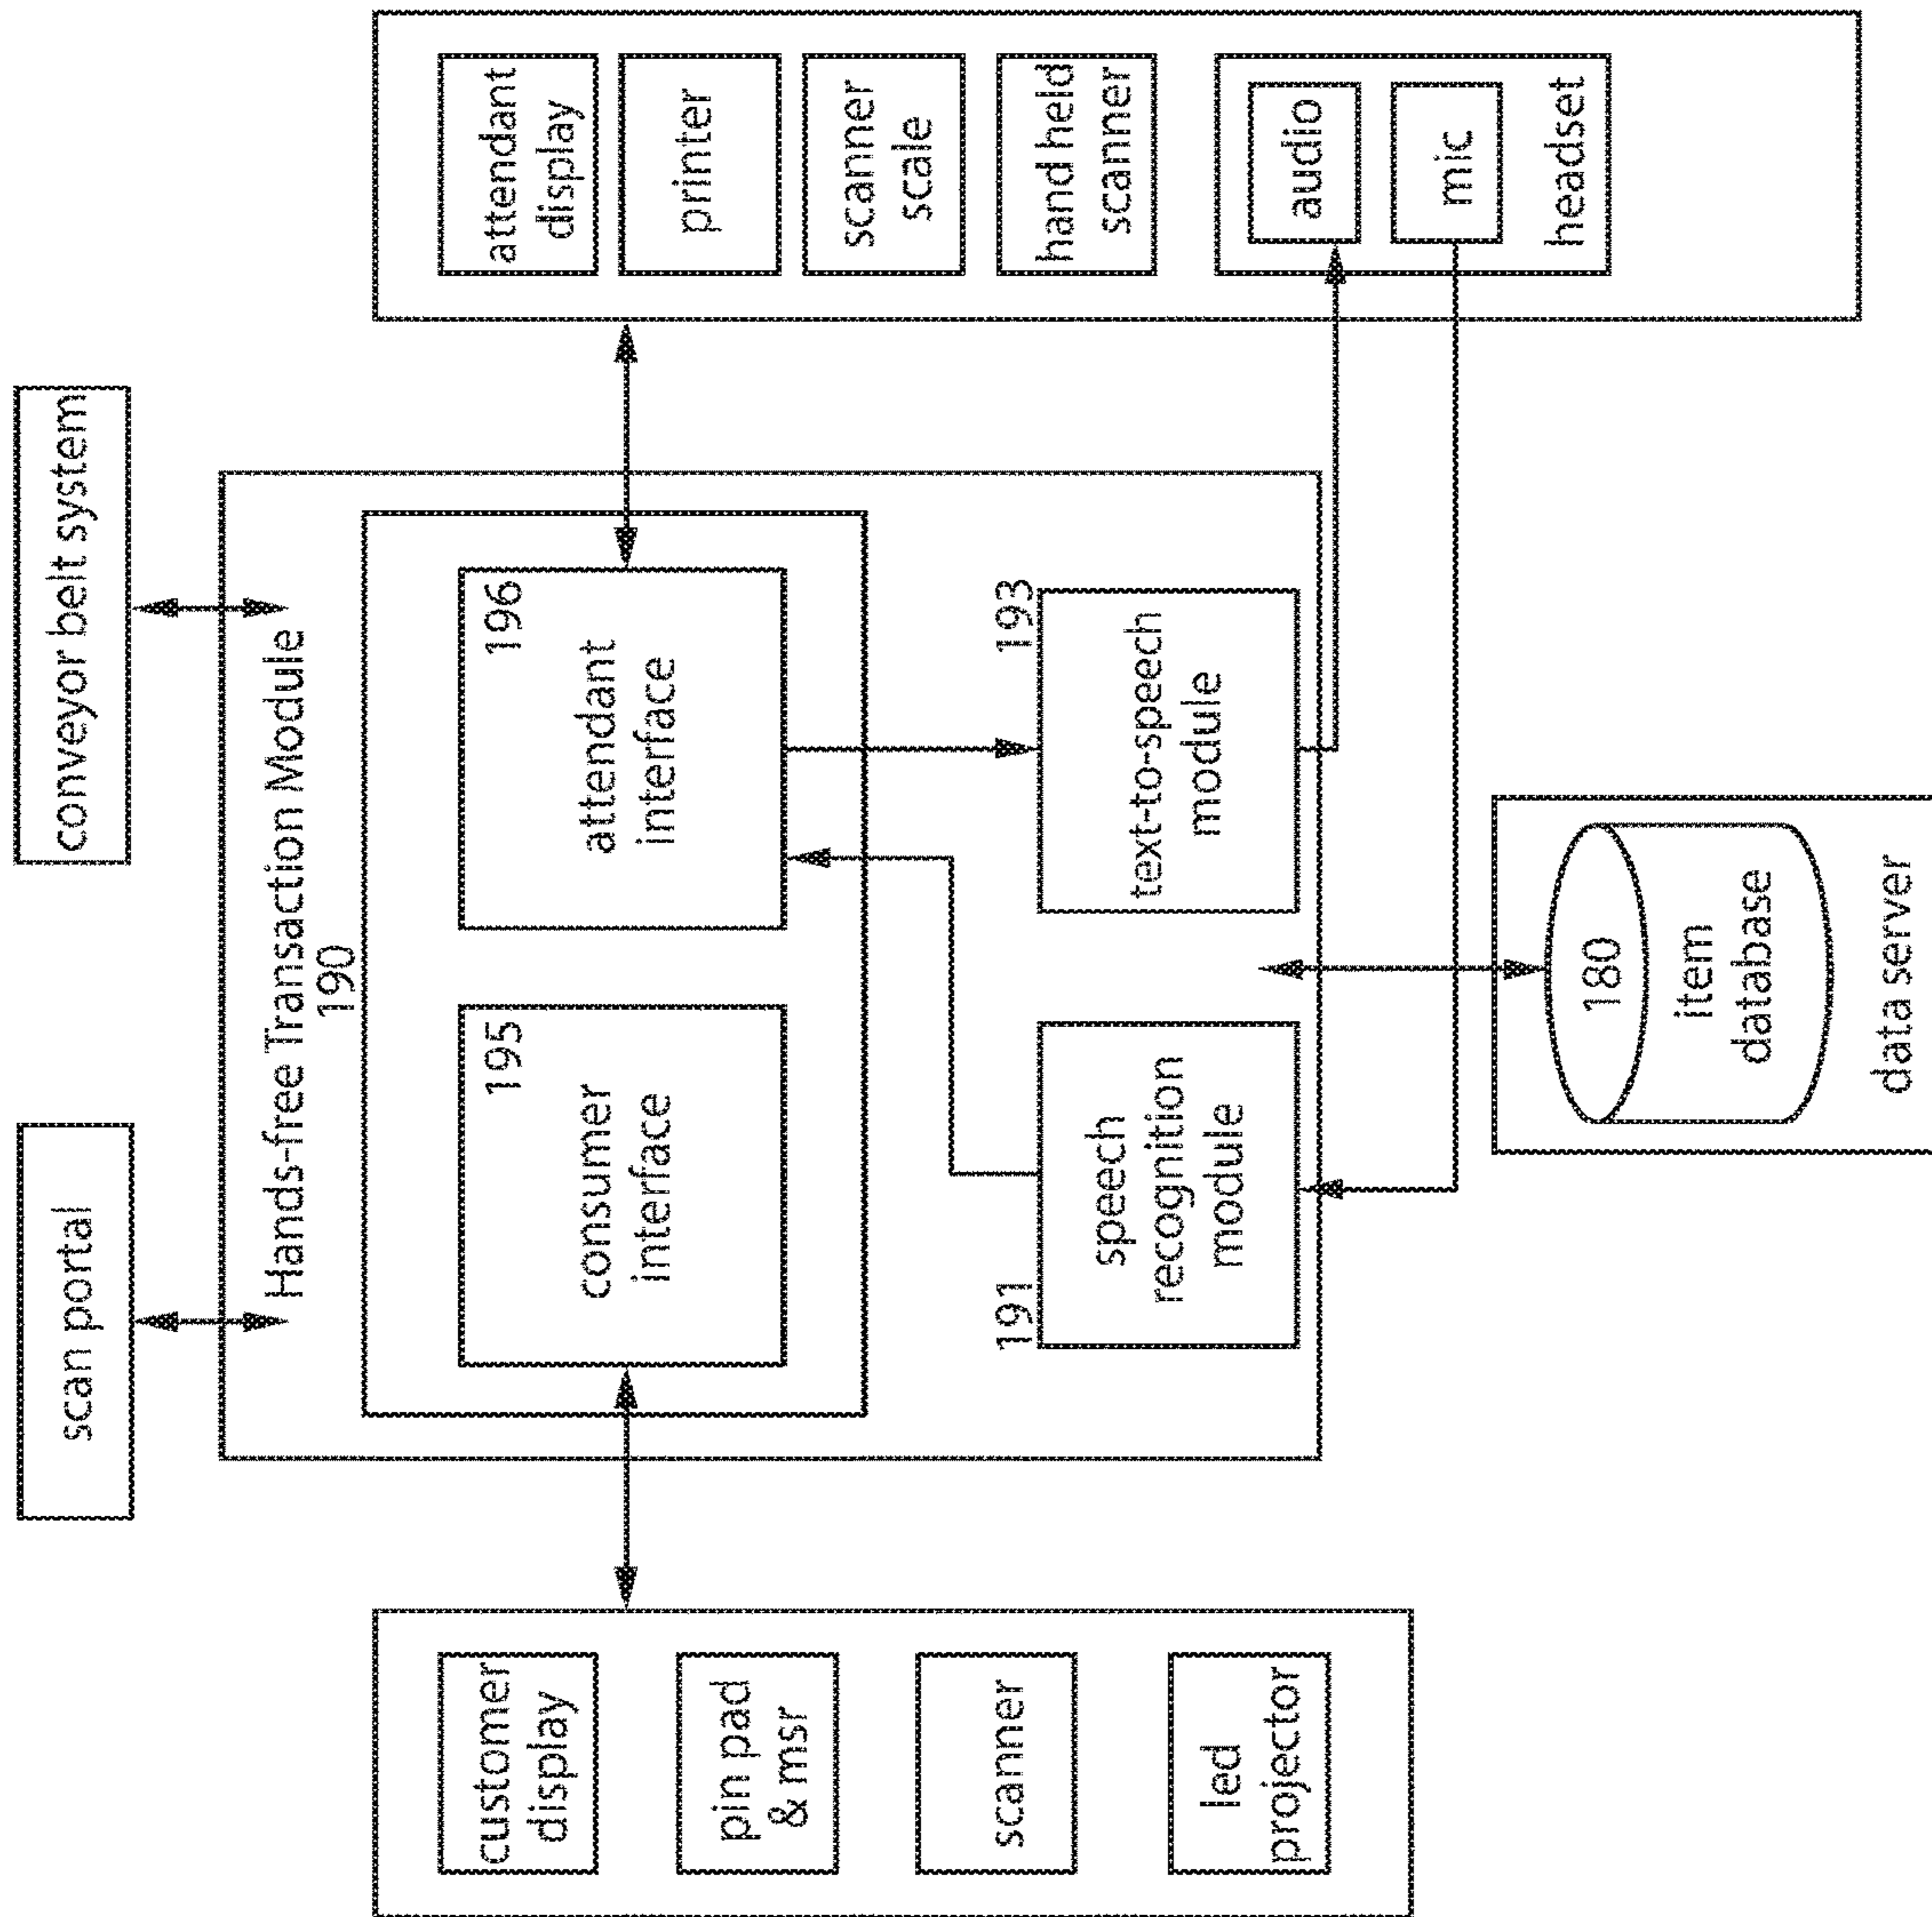 scan portal
conveyor belt system
Hands-free Transaction Module
190
customer
display
pin pad
& msr
scanner
led
projector
195
consumer
interface
196
attendant
interface
191
speech
recognition
module
193
text-to-speech
module
attendant
display
printer
scanner
scale
hand held
scanner
audio
mic
headset
180
item
database
data server